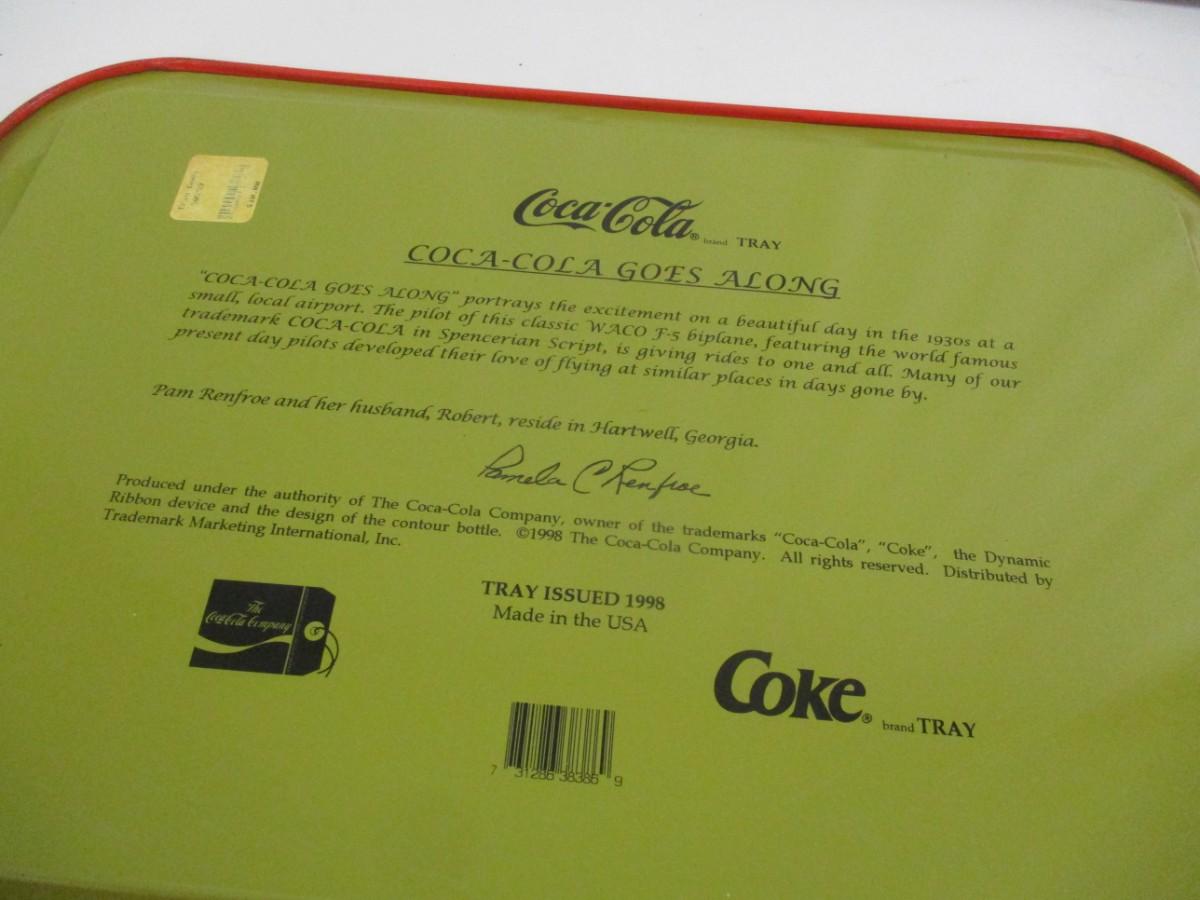 Coca-Cola® brand TRAY
COCA-COLA GOES ALONG
"COCA-COLA GOES ALONG" portrays the excitement on a beautiful day in the 1930s at a
small, local airport. The pilot of this classic WACO F-5 biplane, featuring the world famous
trademark COCA-COLA in Spencerian Script, is giving rides to one and all. Many of our
present day pilots developed their love of flying at similar places in days gone by.
Pam Renfroe and her husband, Robert, reside in Hartwell, Georgia.
Pamela C Renfroe
Produced under the authority of The Coca-Cola Company, owner of the trademarks "Coca-Cola", "Coke", the Dynamic
Ribbon device and the design of the contour bottle. ©1998 The Coca-Cola Company. All rights reserved. Distributed by
Trademark Marketing International, Inc.
The
Coca-Cola Company
TRAY ISSUED 1998
Made in the USA
Coke® brand TRAY
7 31286 38386 9